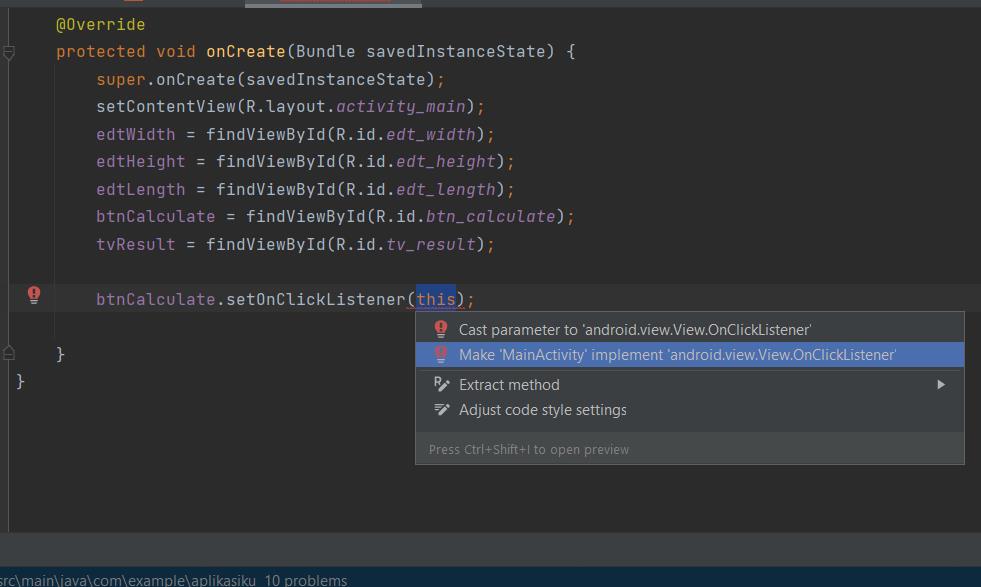 @Override
protected void onCreate(Bundle savedInstanceState) {
super.onCreate(savedInstanceState);
setContentView(R.layout.activity_main);
edtWidth = findViewById(R.id.edt_width);
edtHeight = findViewById(R.id.edt_height);
edtLength = findViewById(R.id.edt_length);
btnCalculate = findViewById(R.id.btn_calculate);
tvResult = findViewById(R.id.tv_result);
btnCalculate.setOnClickListener(this);
Cast parameter to 'android.view.View.OnClickListener'
Make 'MainActivity' implement 'android.view.View.OnClickListener'
}
Extract method
}
Adjust code style settings
Press Ctrl+Shift+I to open preview
src\main\java\com\example\aplikasiku 10 problems